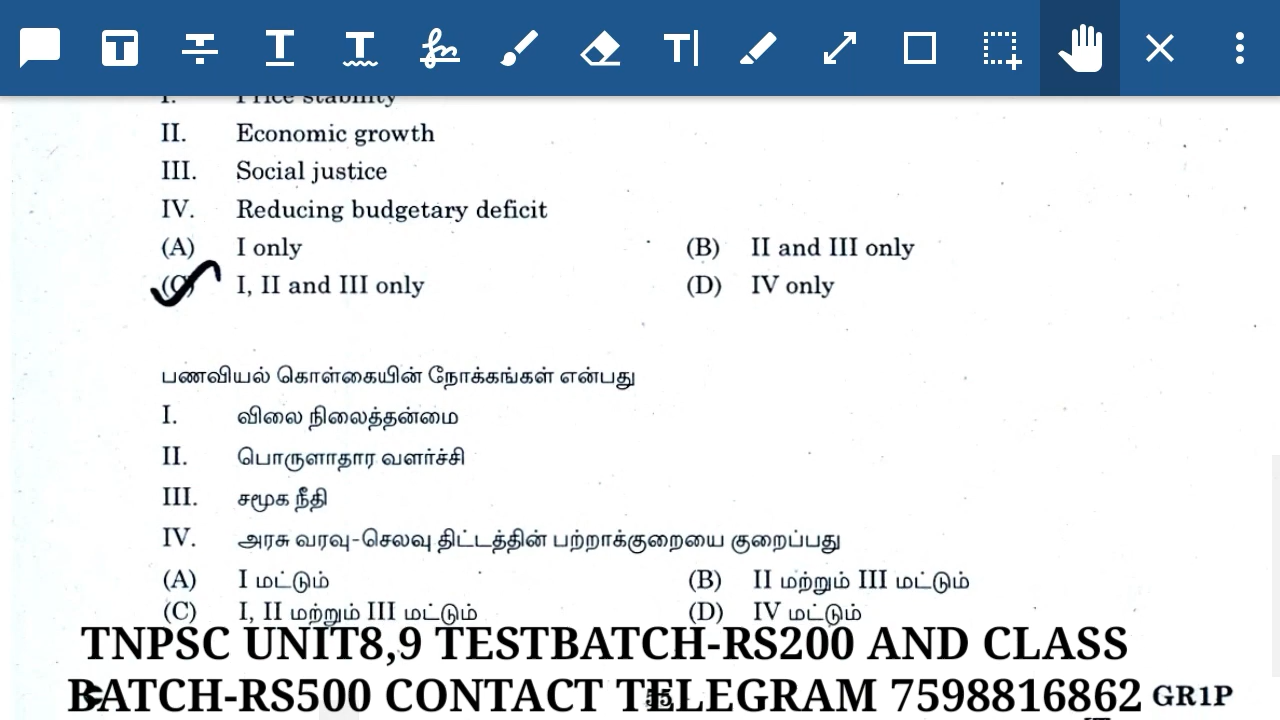 I. Price stability
II. Economic growth
III. Social justice
IV. Reducing budgetary deficit
(A) I only (B) II and III only
(C) I, II and III only (D) IV only
பணவியல் கொள்கையின் நோக்கங்கள் என்பது
I. விலை நிலைத்தன்மை
II. பொருளாதார வளர்ச்சி
III. சமூக நீதி
IV. அரசு வரவு-செலவு திட்டத்தின் பற்றாக்குறையை குறைப்பது
(A) I மட்டும் (B) II மற்றும் III மட்டும்
(C) I, II மற்றும் III மட்டும் (D) IV மட்டும்
TNPSC UNIT8,9 TESTBATCH-RS200 AND CLASS
BATCH-RS500 CONTACT TELEGRAM 7598816862 GR1P
55